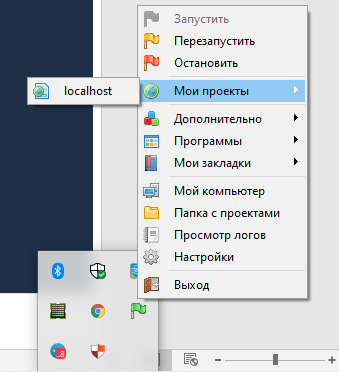 Запустить
Перезапустить
Остановить
localhost
Мои проекты
Дополнительно
Программы
Мои закладки
Мой компьютер
Папка с проектами
Просмотр логов
Настройки
Выход